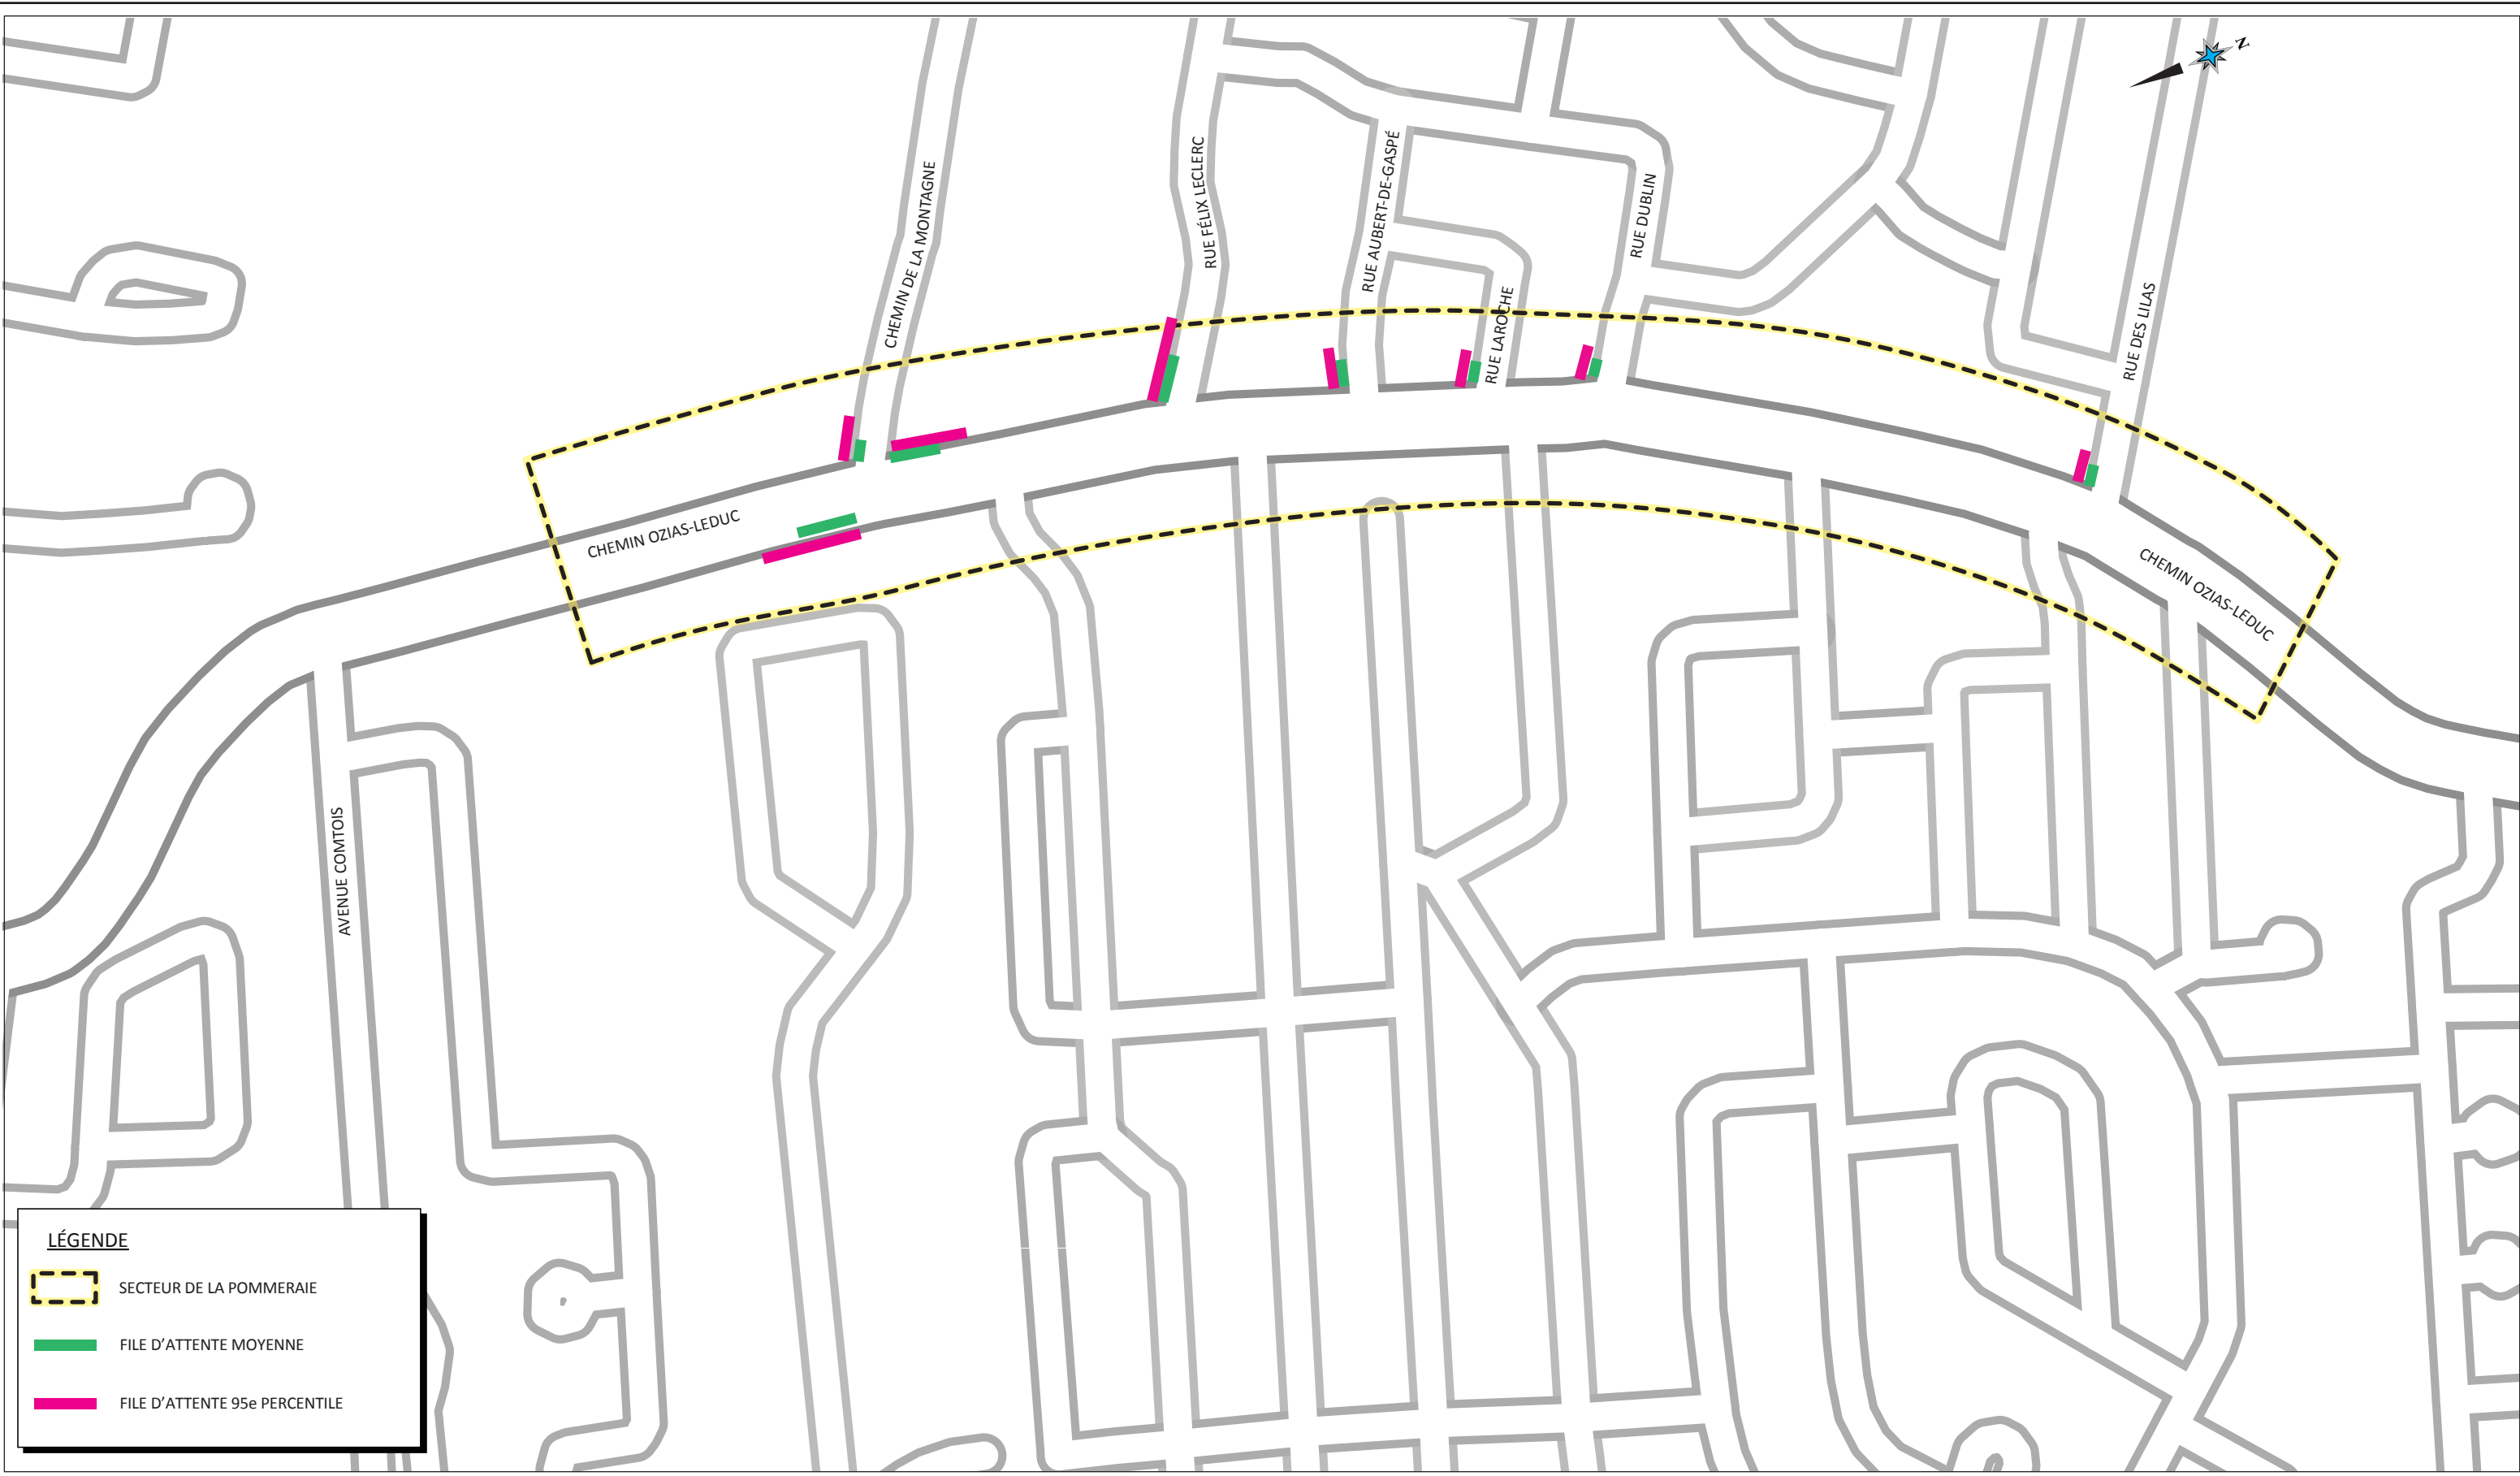 N
CHEMIN DE LA MONTAGNE
RUE FÉLIX LECLERC
RUE AUBERT-DE-GASPÉ
RUE LAROCHE
RUE DUBLIN
RUE DES LILAS
CHEMIN OZIAS-LEDUC
CHEMIN OZIAS-LEDUC
AVENUE COMTOIS
LÉGENDE
SECTEUR DE LA POMMERAIE
FILE D'ATTENTE MOYENNE
FILE D'ATTENTE 95e PERCENTILE